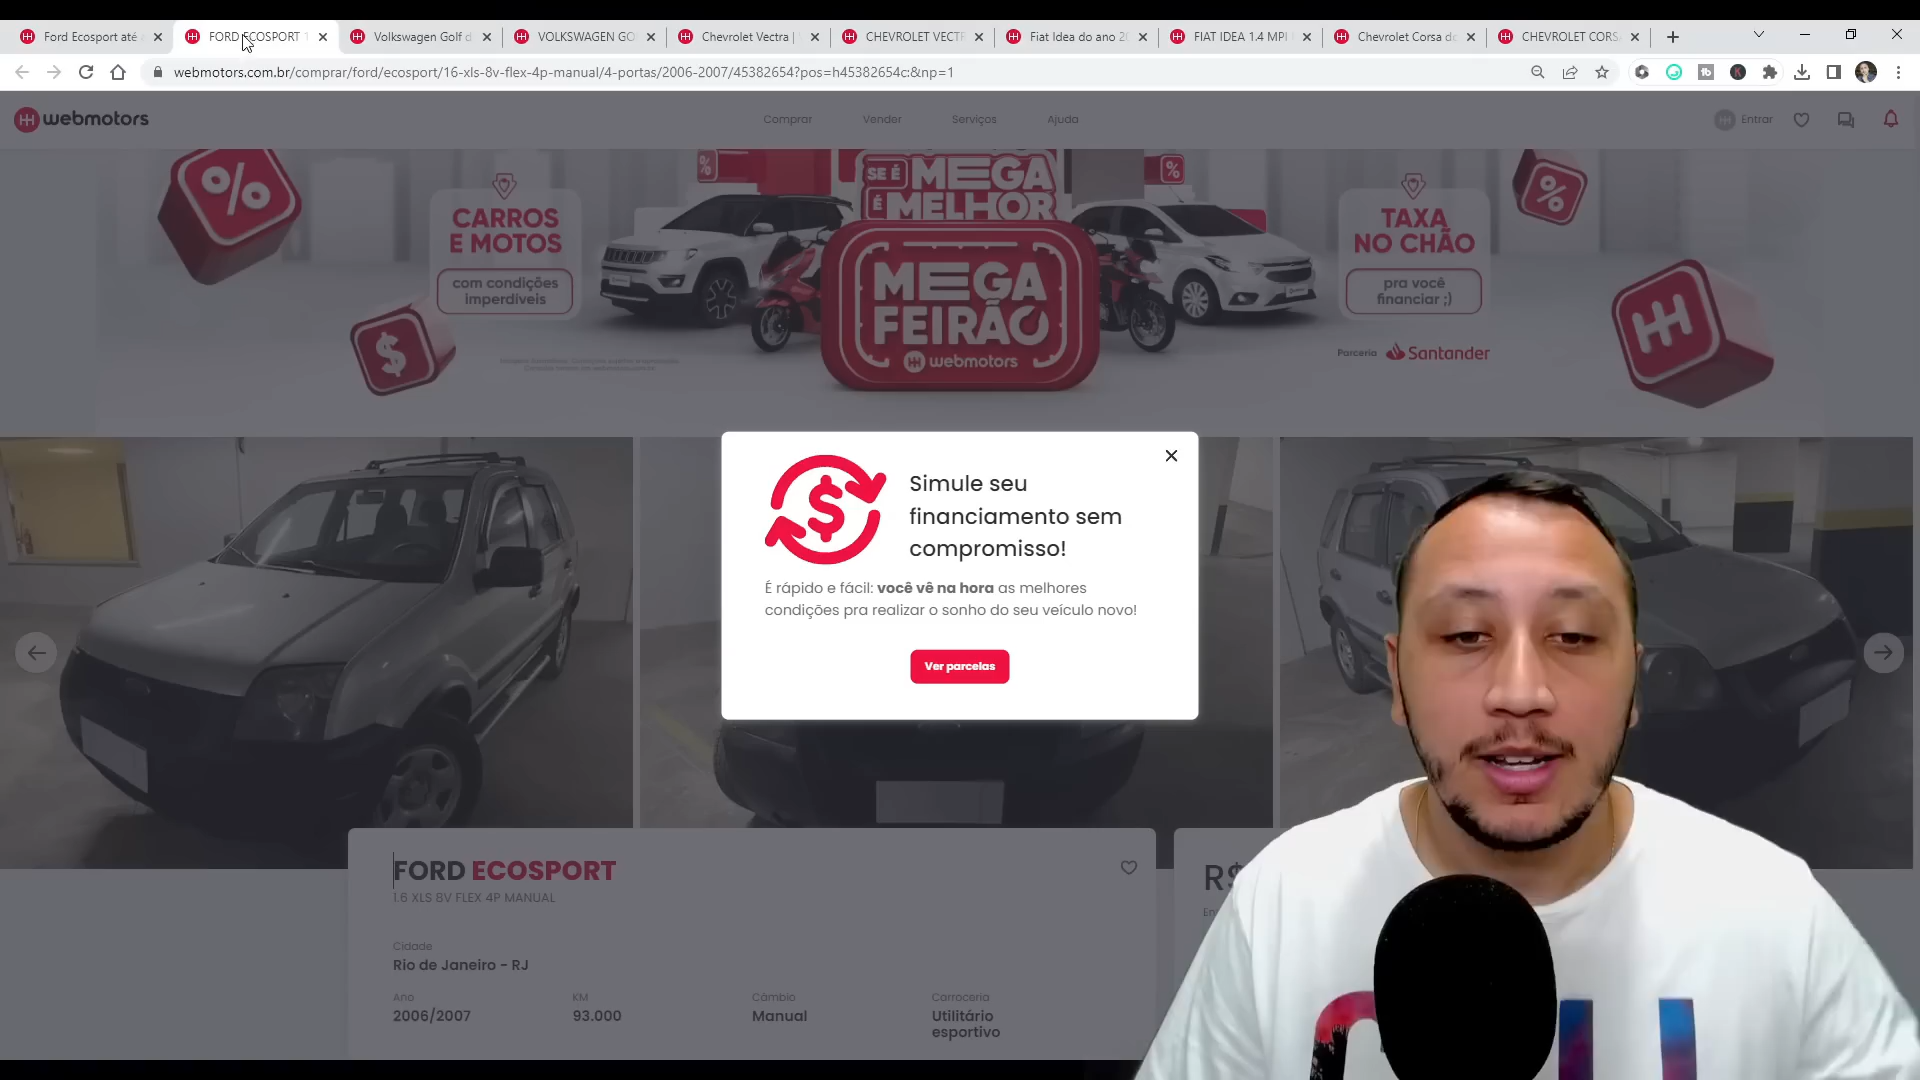 Ford Ecosport até
FORD ECOSPORT 1
Volkswagen Golf d
VOLKSWAGEN GO
Chevrolet Vectra |
CHEVROLET VECTR
Fiat Idea do ano 20
FIAT IDEA 1.4 MPI
Chevrolet Corsa de
CHEVROLET CORS
webmotors.com.br/comprar/ford/ecosport/16-xls-8v-flex-4p-manual/4-portas/2006-2007/45382654?pos=h45382654c:&np=1
webmotors
Comprar
Vender
Serviços
Ajuda
Entrar
CARROS
E MOTOS
com condições
imperdíveis
SE É MEGA
É MELHOR
MEGA
FEIRÃO
webmotors
TAXA
NO CHÃO
pra você
financiar ;)
Parceria Santander
Simule seu
financiamento sem
compromisso!
É rápido e fácil: você vê na hora as melhores
condições pra realizar o sonho do seu veículo novo!
Ver parcelas
FORD ECOSPORT
1.6 XLS 8V FLEX 4P MANUAL
R$
En
Cidade
Rio de Janeiro - RJ
Ano
2006/2007
KM
93.000
Câmbio
Manual
Carroceria
Utilitário
esportivo